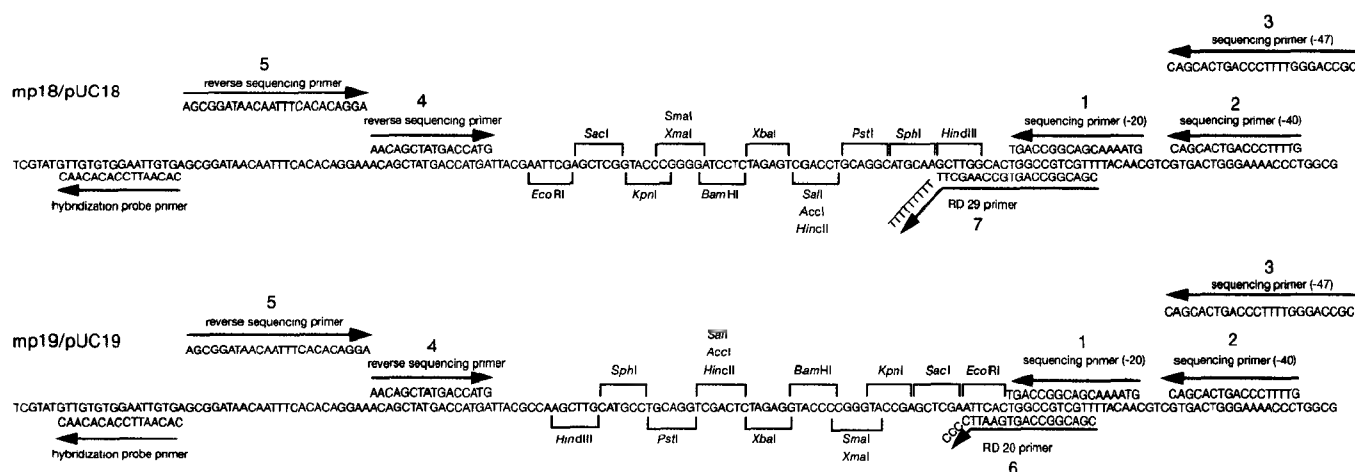 3
sequencing primer (-47)
CAGCACTGACCCTTTTGGGACCGC
5
reverse sequencing primer
mp18/pUC18
AGCGGATAACAATTTCACACAGGA
4
reverse sequencing primer
AACAGCTATGACCATG
SmaI
SacI XmaI XbaI PstI SphI HindIII
1
sequencing primer (-20)
TGACCGGCAGCAAAATG
2
sequencing primer (-40)
CAGCACTGACCCTTTTG
TCGTATGTTGTGTGGAATTGTGAGCGGATAACAATTTCACACAGGAAACAGCTATGACCATGATTACGAATTCGAGCTCGGTACCCGGGGATCCTCTAGAGTCGACCTGCAGGCATGCAAGCTTGGCACTGGCCGTCGTTTTACAACGTCGTGACTGGGAAAACCCTGGCG
CAACACACCTTAACAC
hybridization probe primer
EcoRI KpnI BamHI SalI
AccI
HincII
TTCGAACCGTGACCGGCAGC
TTTTTTT
RD 29 primer
7
3
sequencing primer (-47)
CAGCACTGACCCTTTTGGGACCGC
5
reverse sequencing primer
mp19/pUC19
AGCGGATAACAATTTCACACAGGA
4
reverse sequencing primer
AACAGCTATGACCATG
SalI
AccI
SphI HincII BamHI KpnI SacI EcoRI
1
sequencing primer (-20)
TGACCGGCAGCAAAATG
2
sequencing primer (-40)
CAGCACTGACCCTTTTG
TCGTATGTTGTGTGGAATTGTGAGCGGATAACAATTTCACACAGGAAACAGCTATGACCATGATTACGCCAAGCTTGCATGCCTGCAGGTCGACTCTAGAGGTACCCCGGGTACCGAGCTCGAATTCACTGGCCGTCGTTTTACAACGTCGTGACTGGGAAAACCCTGGCG
CAACACACCTTAACAC
hybridization probe primer
HindIII PstI XbaI SmaI
XmaI
CCCCCTTAAGTGACCGGCAGC
RD 20 primer
6